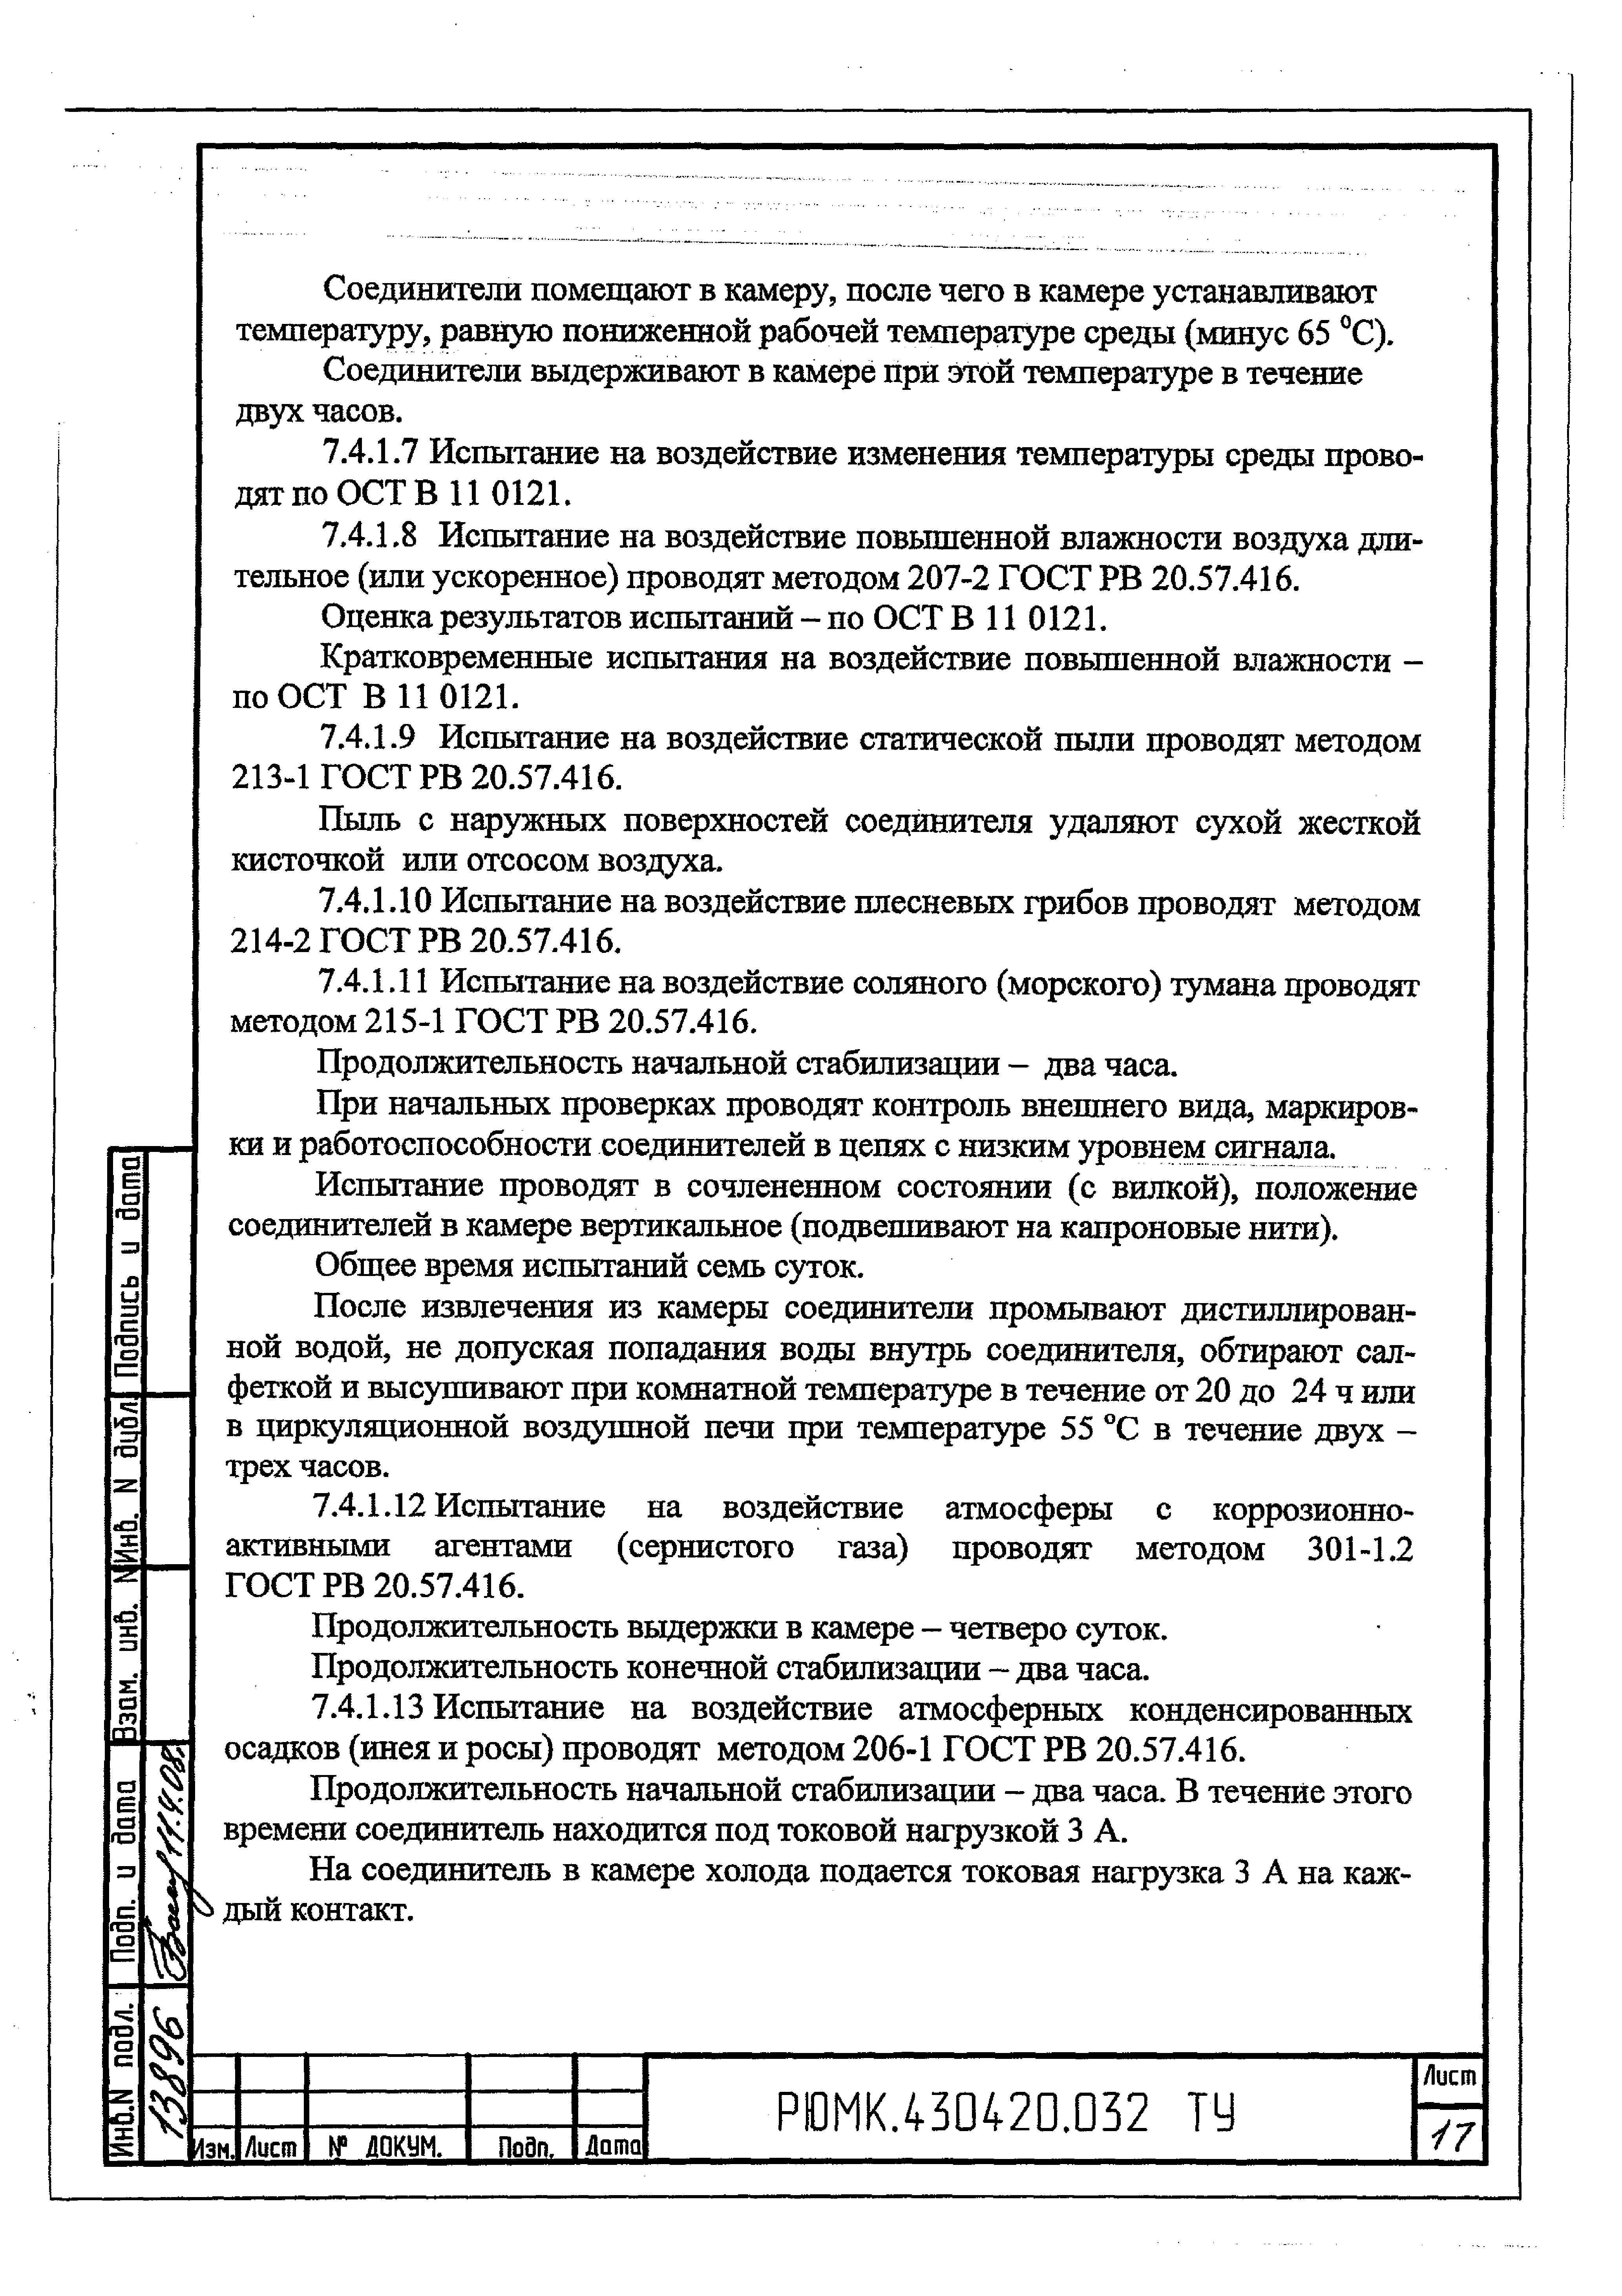 Соединители помещают в камеру, после чего в камере устанавливают
температуру, равную пониженной рабочей температуре среды (минус 65 °С).
Соединители выдерживают в камере при этой температуре в течение
двух часов.
7.4.1.7 Испытание на воздействие изменения температуры среды прово-
дят по ОСТ В 11 0121.
7.4.1.8 Испытание на воздействие повышенной влажности воздуха дли-
тельное (или ускоренное) проводят методом 207-2 ГОСТ РВ 20.57.416.
Оценка результатов испытаний – по ОСТ В 11 0121.
Кратковременные испытания на воздействие повышенной влажности –
по ОСТ В 11 0121.
7.4.1.9 Испытание на воздействие статической пыли проводят методом
213-1 ГОСТ РВ 20.57.416.
Пыль с наружных поверхностей соединителя удаляют сухой жесткой
кисточкой или отсосом воздуха.
7.4.1.10 Испытание на воздействие плесневых грибов проводят методом
214-2 ГОСТ РВ 20.57.416.
7.4.1.11 Испытание на воздействие соляного (морского) тумана проводят
методом 215-1 ГОСТ РВ 20.57.416.
Продолжительность начальной стабилизации – два часа.
При начальных проверках проводят контроль внешнего вида, маркиров-
ки и работоспособности соединителей в цепях с низким уровнем сигнала.
Испытание проводят в сочлененном состоянии (с вилкой), положение
соединителей в камере вертикальное (подвешивают на капроновые нити).
Общее время испытаний семь суток.
После извлечения из камеры соединители промывают дистиллирован-
ной водой, не допуская попадания воды внутрь соединителя, обтирают сал-
феткой и высушивают при комнатной температуре в течение от 20 до 24 ч или
в циркуляционной воздушной печи при температуре 55 °С в течение двух –
трех часов.
7.4.1.12 Испытание на воздействие атмосферы с коррозионно-
активными агентами (сернистого газа) проводят методом 301-1.2
ГОСТ РВ 20.57.416.
Продолжительность выдержки в камере – четверо суток.
Продолжительность конечной стабилизации – два часа.
7.4.1.13 Испытание на воздействие атмосферных конденсированных
осадков (инея и росы) проводят методом 206-1 ГОСТ РВ 20.57.416.
Продолжительность начальной стабилизации – два часа. В течение этого
времени соединитель находится под токовой нагрузкой 3 А.
На соединитель в камере холода подается токовая нагрузка 3 А на каж-
дый контакт.
Подпись и дата
Инв. N дубл.
Взам. инв. N
Подп. и дата
11.4.08.
Инв.N подл.
13896
Изм. Лист № ДОКУМ. Подп. Дата
РЮМК.430420.032 ТУ
Лист
17